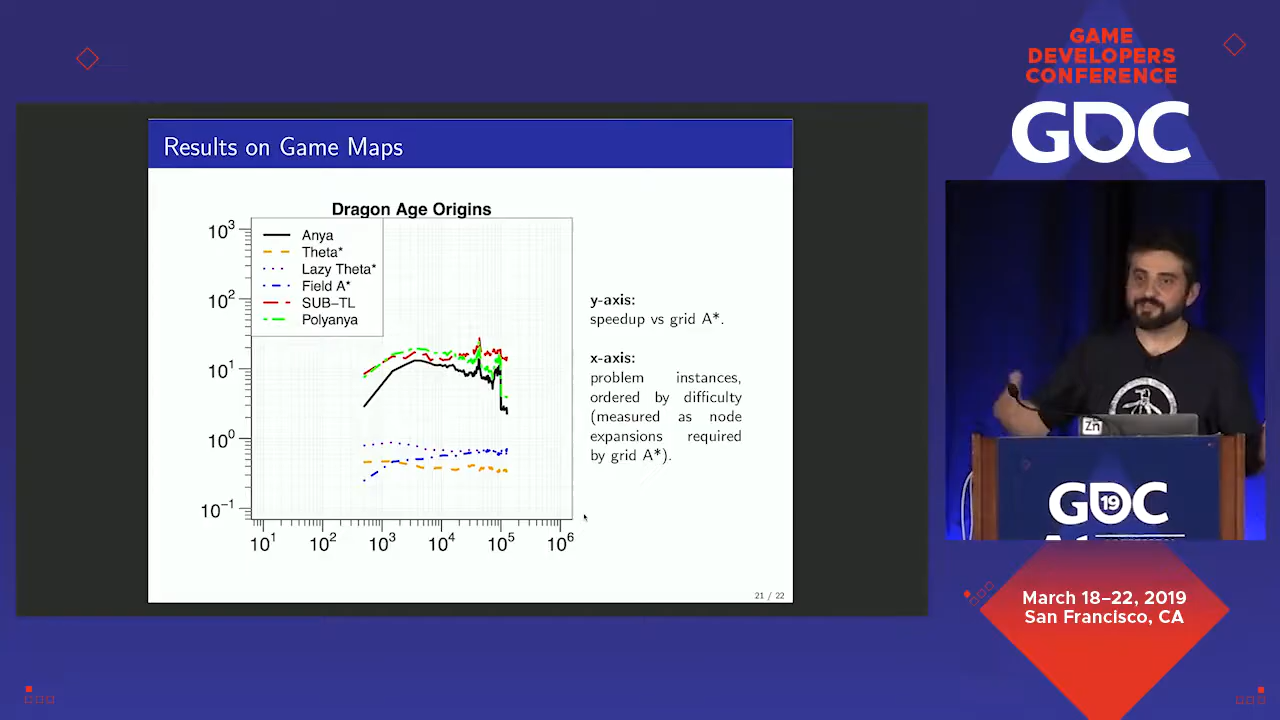 GAME
DEVELOPERS
CONFERENCE
GDC
Results on Game Maps
Dragon Age Origins
Anya
Theta*
Lazy Theta*
Field A*
SUB-TL
Polyanya
10³
10²
10¹
10⁰
10⁻¹
10¹ 10² 10³ 10⁴ 10⁵ 10⁶
y-axis:
speedup vs grid A*.
x-axis:
problem instances,
ordered by difficulty
(measured as node
expansions required
by grid A*).
21 / 22
Zn
GDC
19
March 18–22, 2019
San Francisco, CA